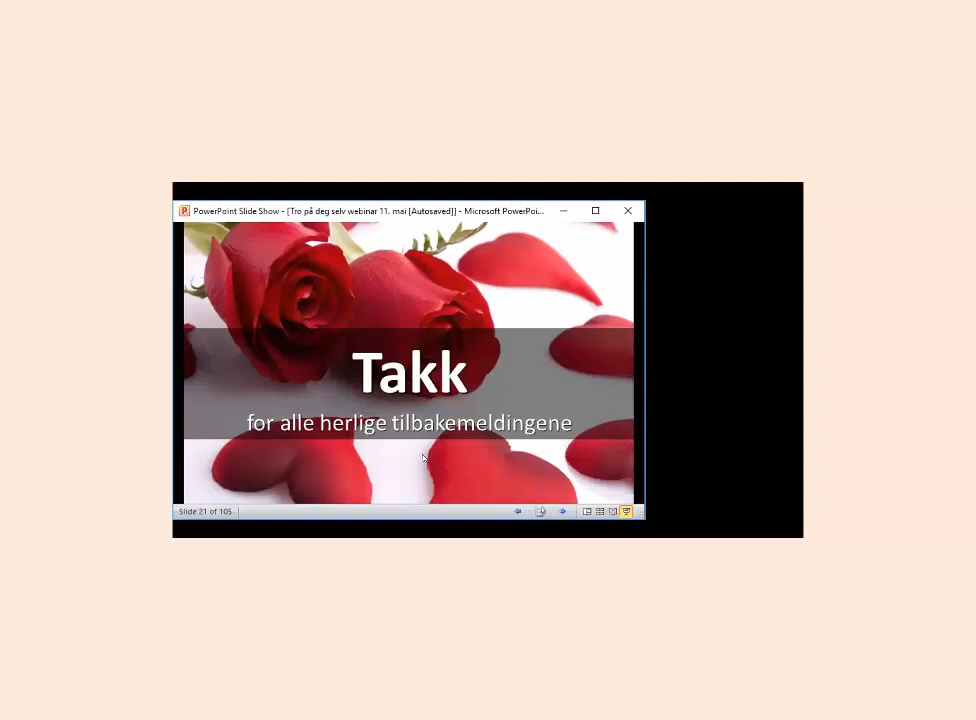 PowerPoint Slide Show - [Tro på deg selv webinar 11. mai [Autosaved]] - Microsoft PowerPoi...
Takk
for alle herlige tilbakemeldingene
Slide 21 of 105